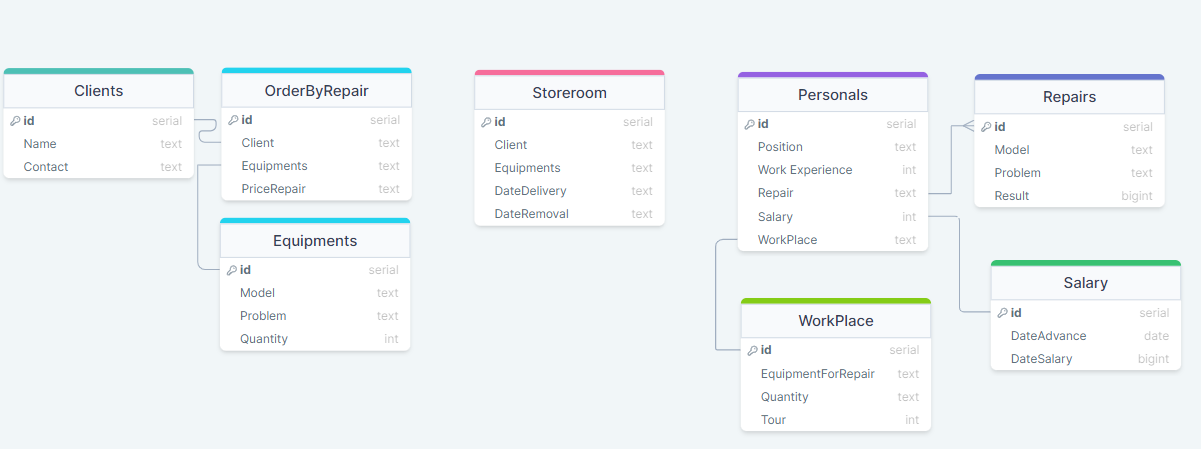 Clients
id serial
Name text
Contact text
OrderByRepair
id serial
Client text
Equipments text
PriceRepair text
Equipments
id serial
Model text
Problem text
Quantity int
Storeroom
id serial
Client text
Equipments text
DateDelivery text
DateRemoval text
Personals
id serial
Position text
Work Experience int
Repair text
Salary int
WorkPlace text
WorkPlace
id serial
EquipmentForRepair text
Quantity text
Tour int
Repairs
id serial
Model text
Problem text
Result bigint
Salary
id serial
DateAdvance date
DateSalary bigint